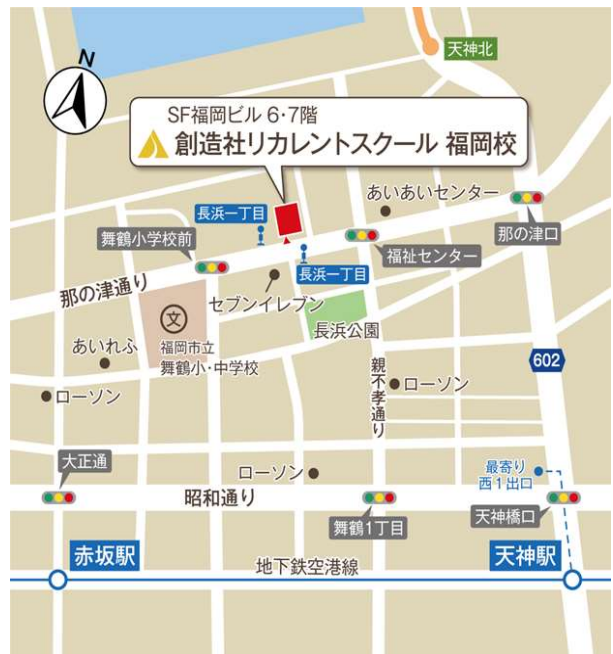 天神北
N
SF福岡ビル 6・7階
創造社リカレントスクール 福岡校
あいあいセンター
那の津口
長浜一丁目
舞鶴小学校前
福祉センター
長浜一丁目
那の津通り
セブンイレブン
長浜公園
文
福岡市立
舞鶴小・中学校
あいれふ
親不孝通り
602
ローソン
ローソン
大正通
ローソン
最寄り
西1出口
昭和通り
舞鶴1丁目
天神橋口
赤坂駅
地下鉄空港線
天神駅